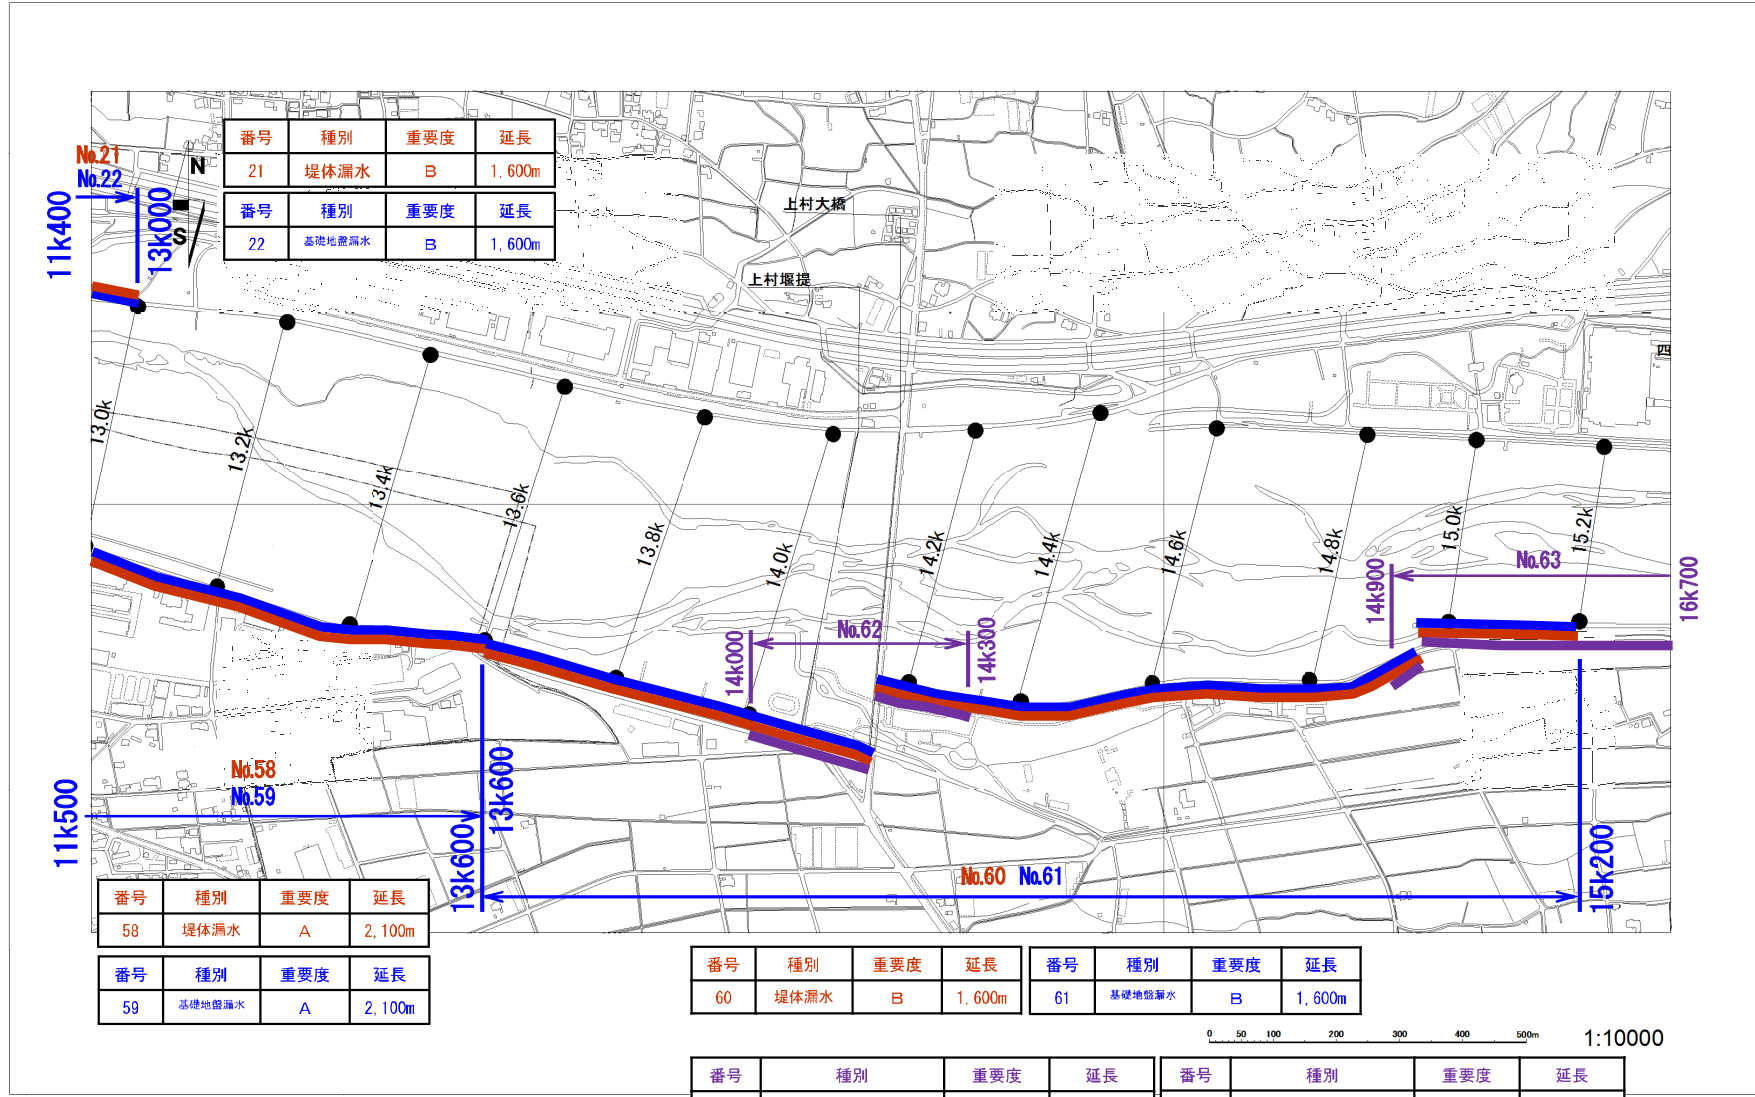 No.21
No.22
11k400
13k000
N
S
番号 種別 重要度 延長
21 堤体漏水 B 1,600m
番号 種別 重要度 延長
22 基礎地盤漏水 B 1,600m
上村大橋
上村堰堤
四
13.0k
13.2k
13.4k
13.6k
13.8k
14.0k
14.2k
14.4k
14.6k
14.8k
15.0k
15.2k
No.62
14k000
14k300
No.63
14k900
16k700
No.58
No.59
11k500
13k600
13k600
No.60 No.61
15k200
番号 種別 重要度 延長
58 堤体漏水 A 2,100m
番号 種別 重要度 延長
59 基礎地盤漏水 A 2,100m
番号 種別 重要度 延長
60 堤体漏水 B 1,600m
番号 種別 重要度 延長
61 基礎地盤漏水 B 1,600m
0 50 100 200 300 400 500m
1:10000
番号 種別 重要度 延長
番号 種別 重要度 延長